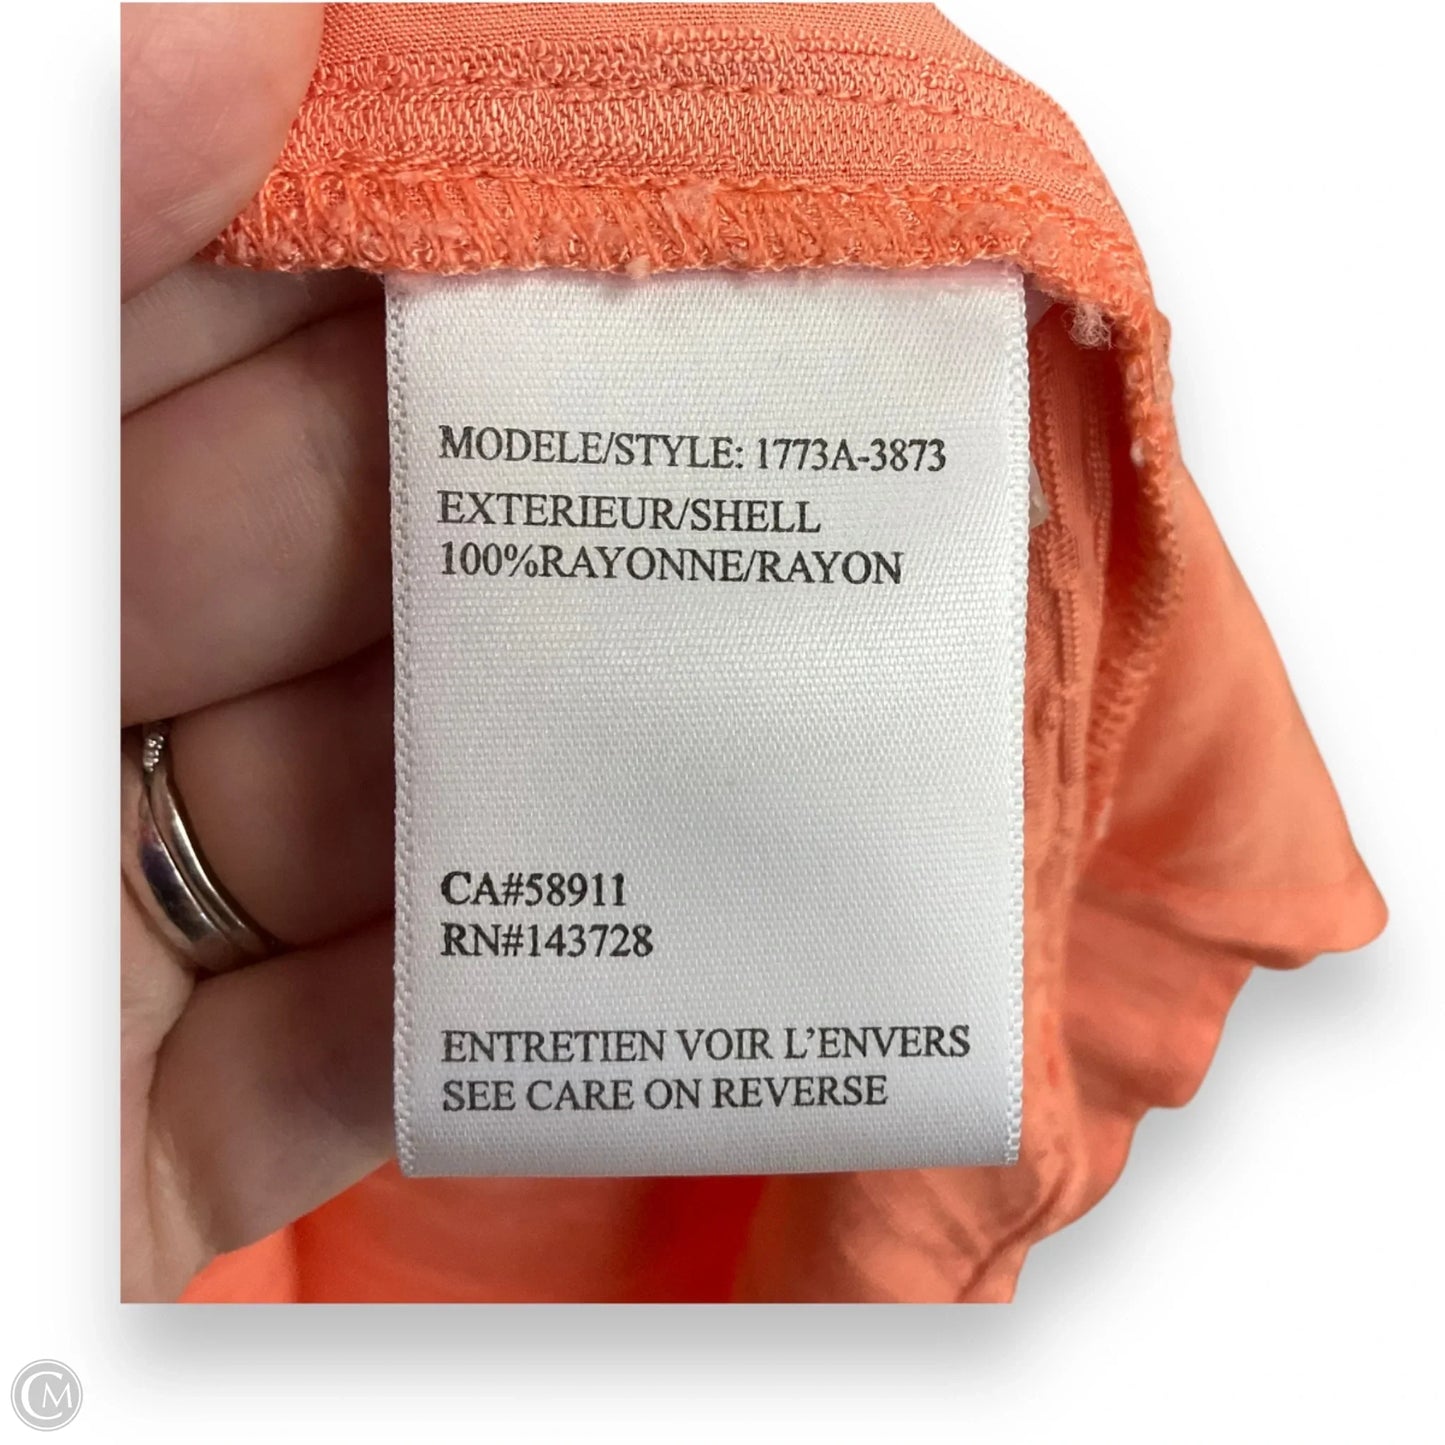 MODELE/STYLE: 1773A-3873
EXTERIEUR/SHELL
100%RAYONNE/RAYON
CA#58911
RN#143728
ENTRETIEN VOIR L'ENVERS
SEE CARE ON REVERSE
CM